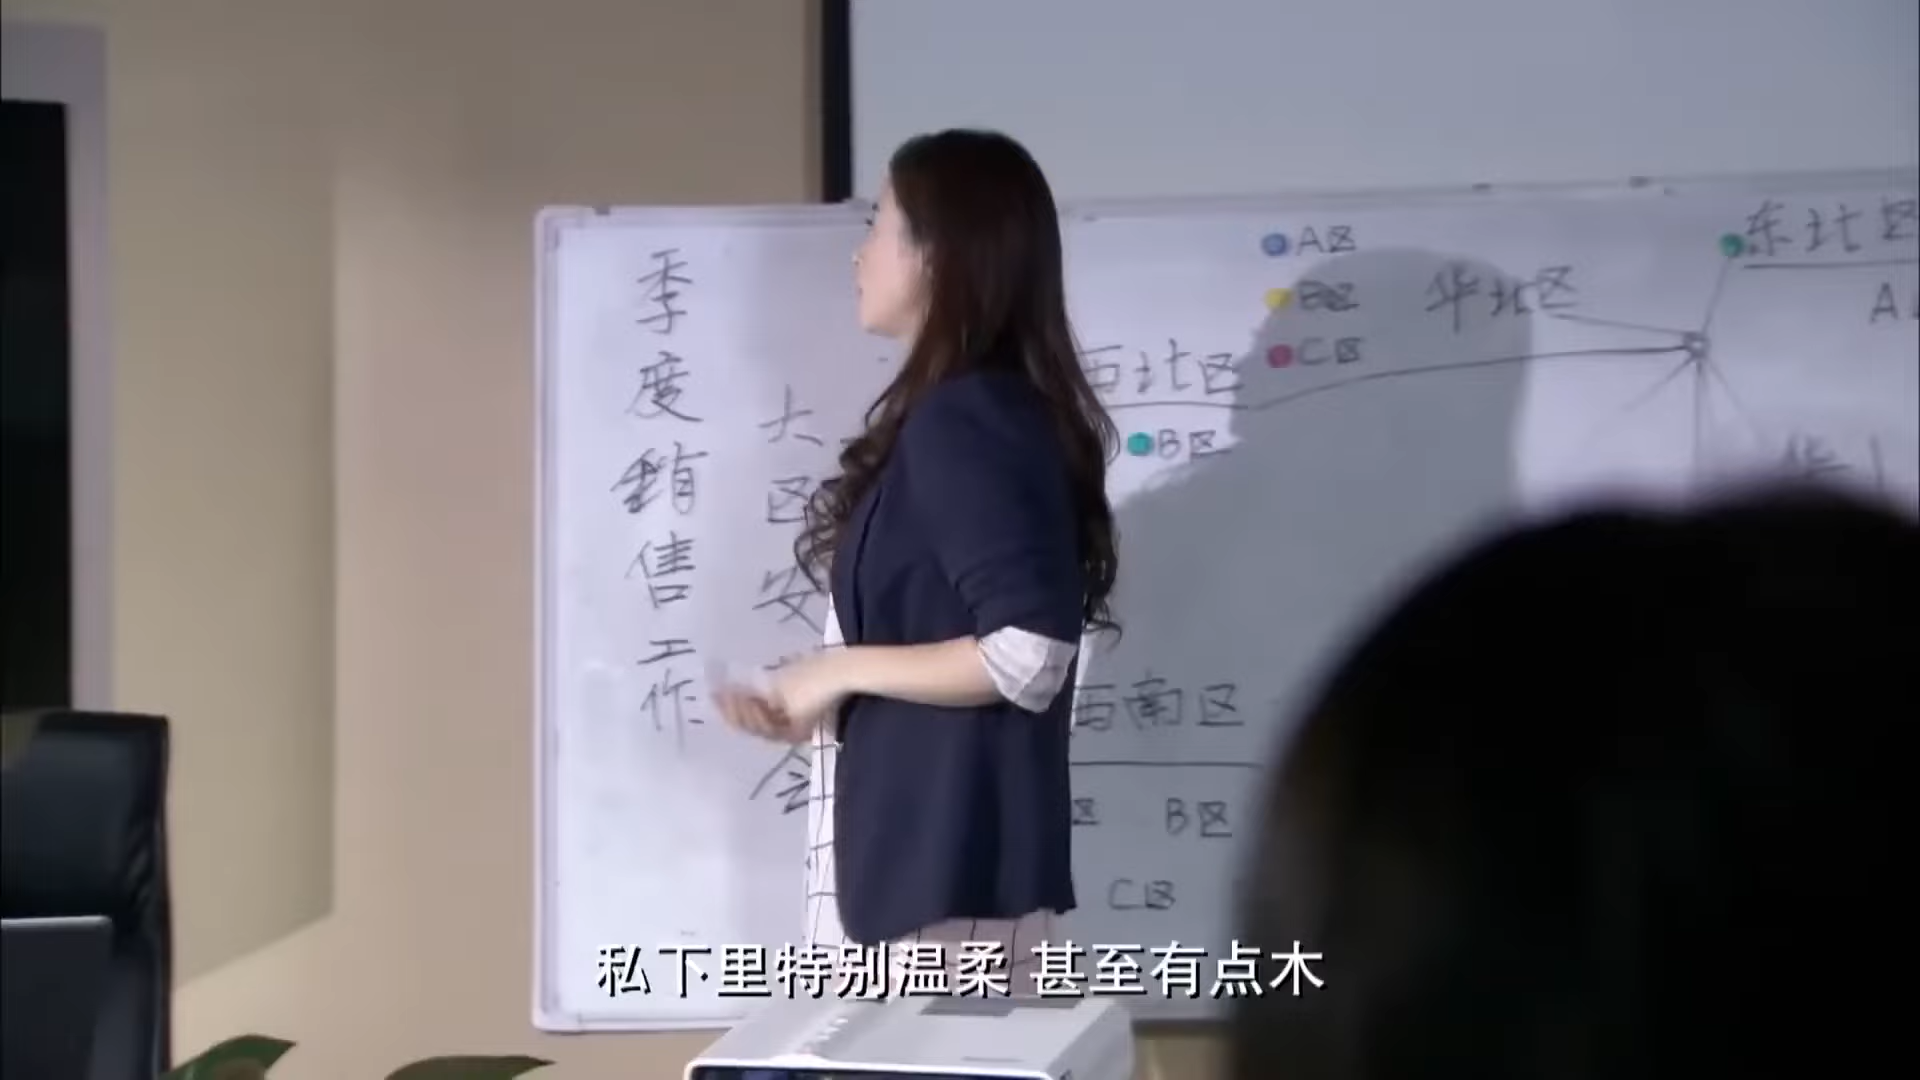 季度销售工作
大区安
会
A区
B区
C区
华北区
东北区
A
西北区
B区
西南区
区 B区
C区
私下里特别温柔 甚至有点木